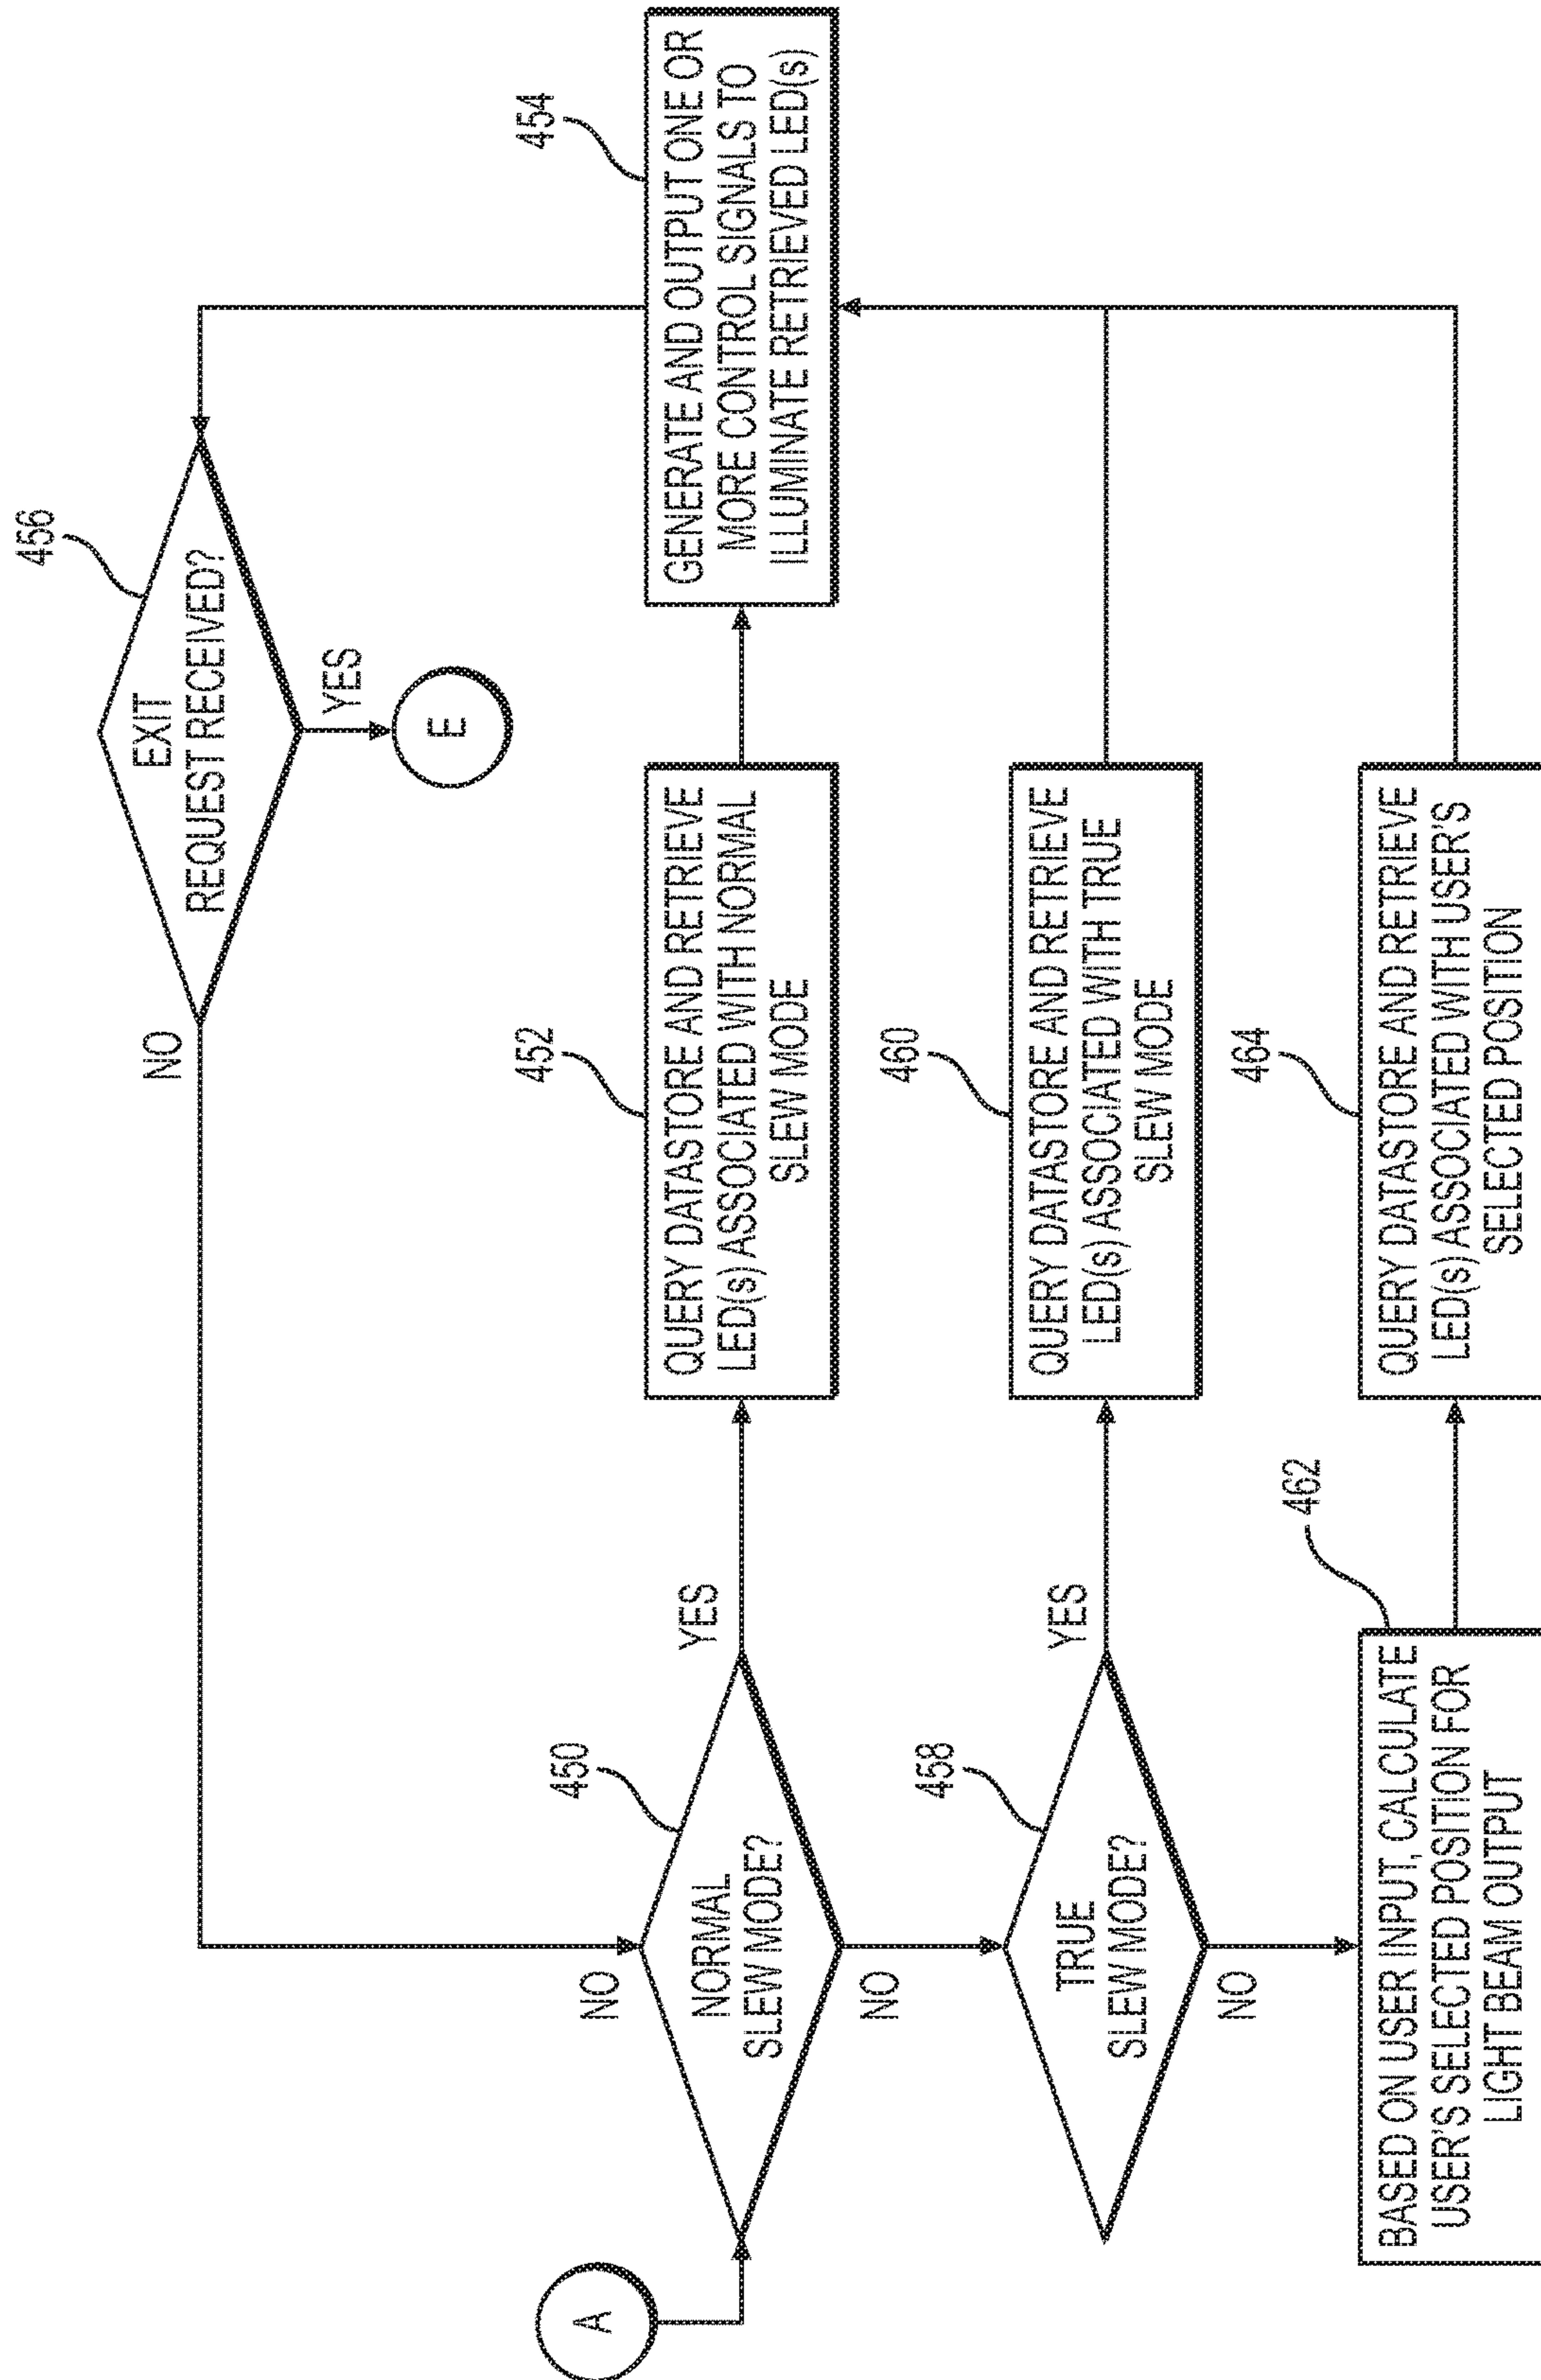 456
EXIT
REQUEST RECEIVED?
NO
YES
E
454
GENERATE AND OUTPUT ONE OR
MORE CONTROL SIGNALS TO
ILLUMINATE RETRIEVED LED(s)
A
450
NO
NORMAL
SLEW MODE?
YES
NO
452
QUERY DATASTORE AND RETRIEVE
LED(s) ASSOCIATED WITH NORMAL
SLEW MODE
458
TRUE
SLEW MODE?
YES
NO
460
QUERY DATASTORE AND RETRIEVE
LED(s) ASSOCIATED WITH TRUE
SLEW MODE
462
BASED ON USER INPUT, CALCULATE
USER'S SELECTED POSITION FOR
LIGHT BEAM OUTPUT
464
QUERY DATASTORE AND RETRIEVE
LED(s) ASSOCIATED WITH USER'S
SELECTED POSITION